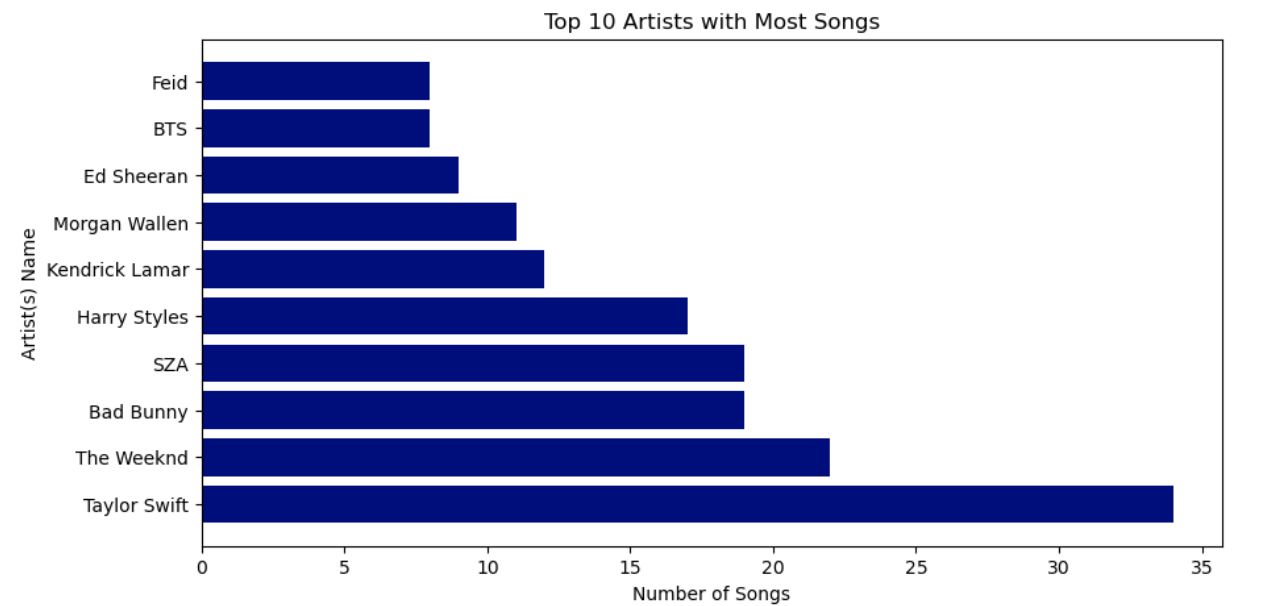 Top 10 Artists with Most Songs
Artist(s) Name
Feid
BTS
Ed Sheeran
Morgan Wallen
Kendrick Lamar
Harry Styles
SZA
Bad Bunny
The Weeknd
Taylor Swift
0 5 10 15 20 25 30 35
Number of Songs